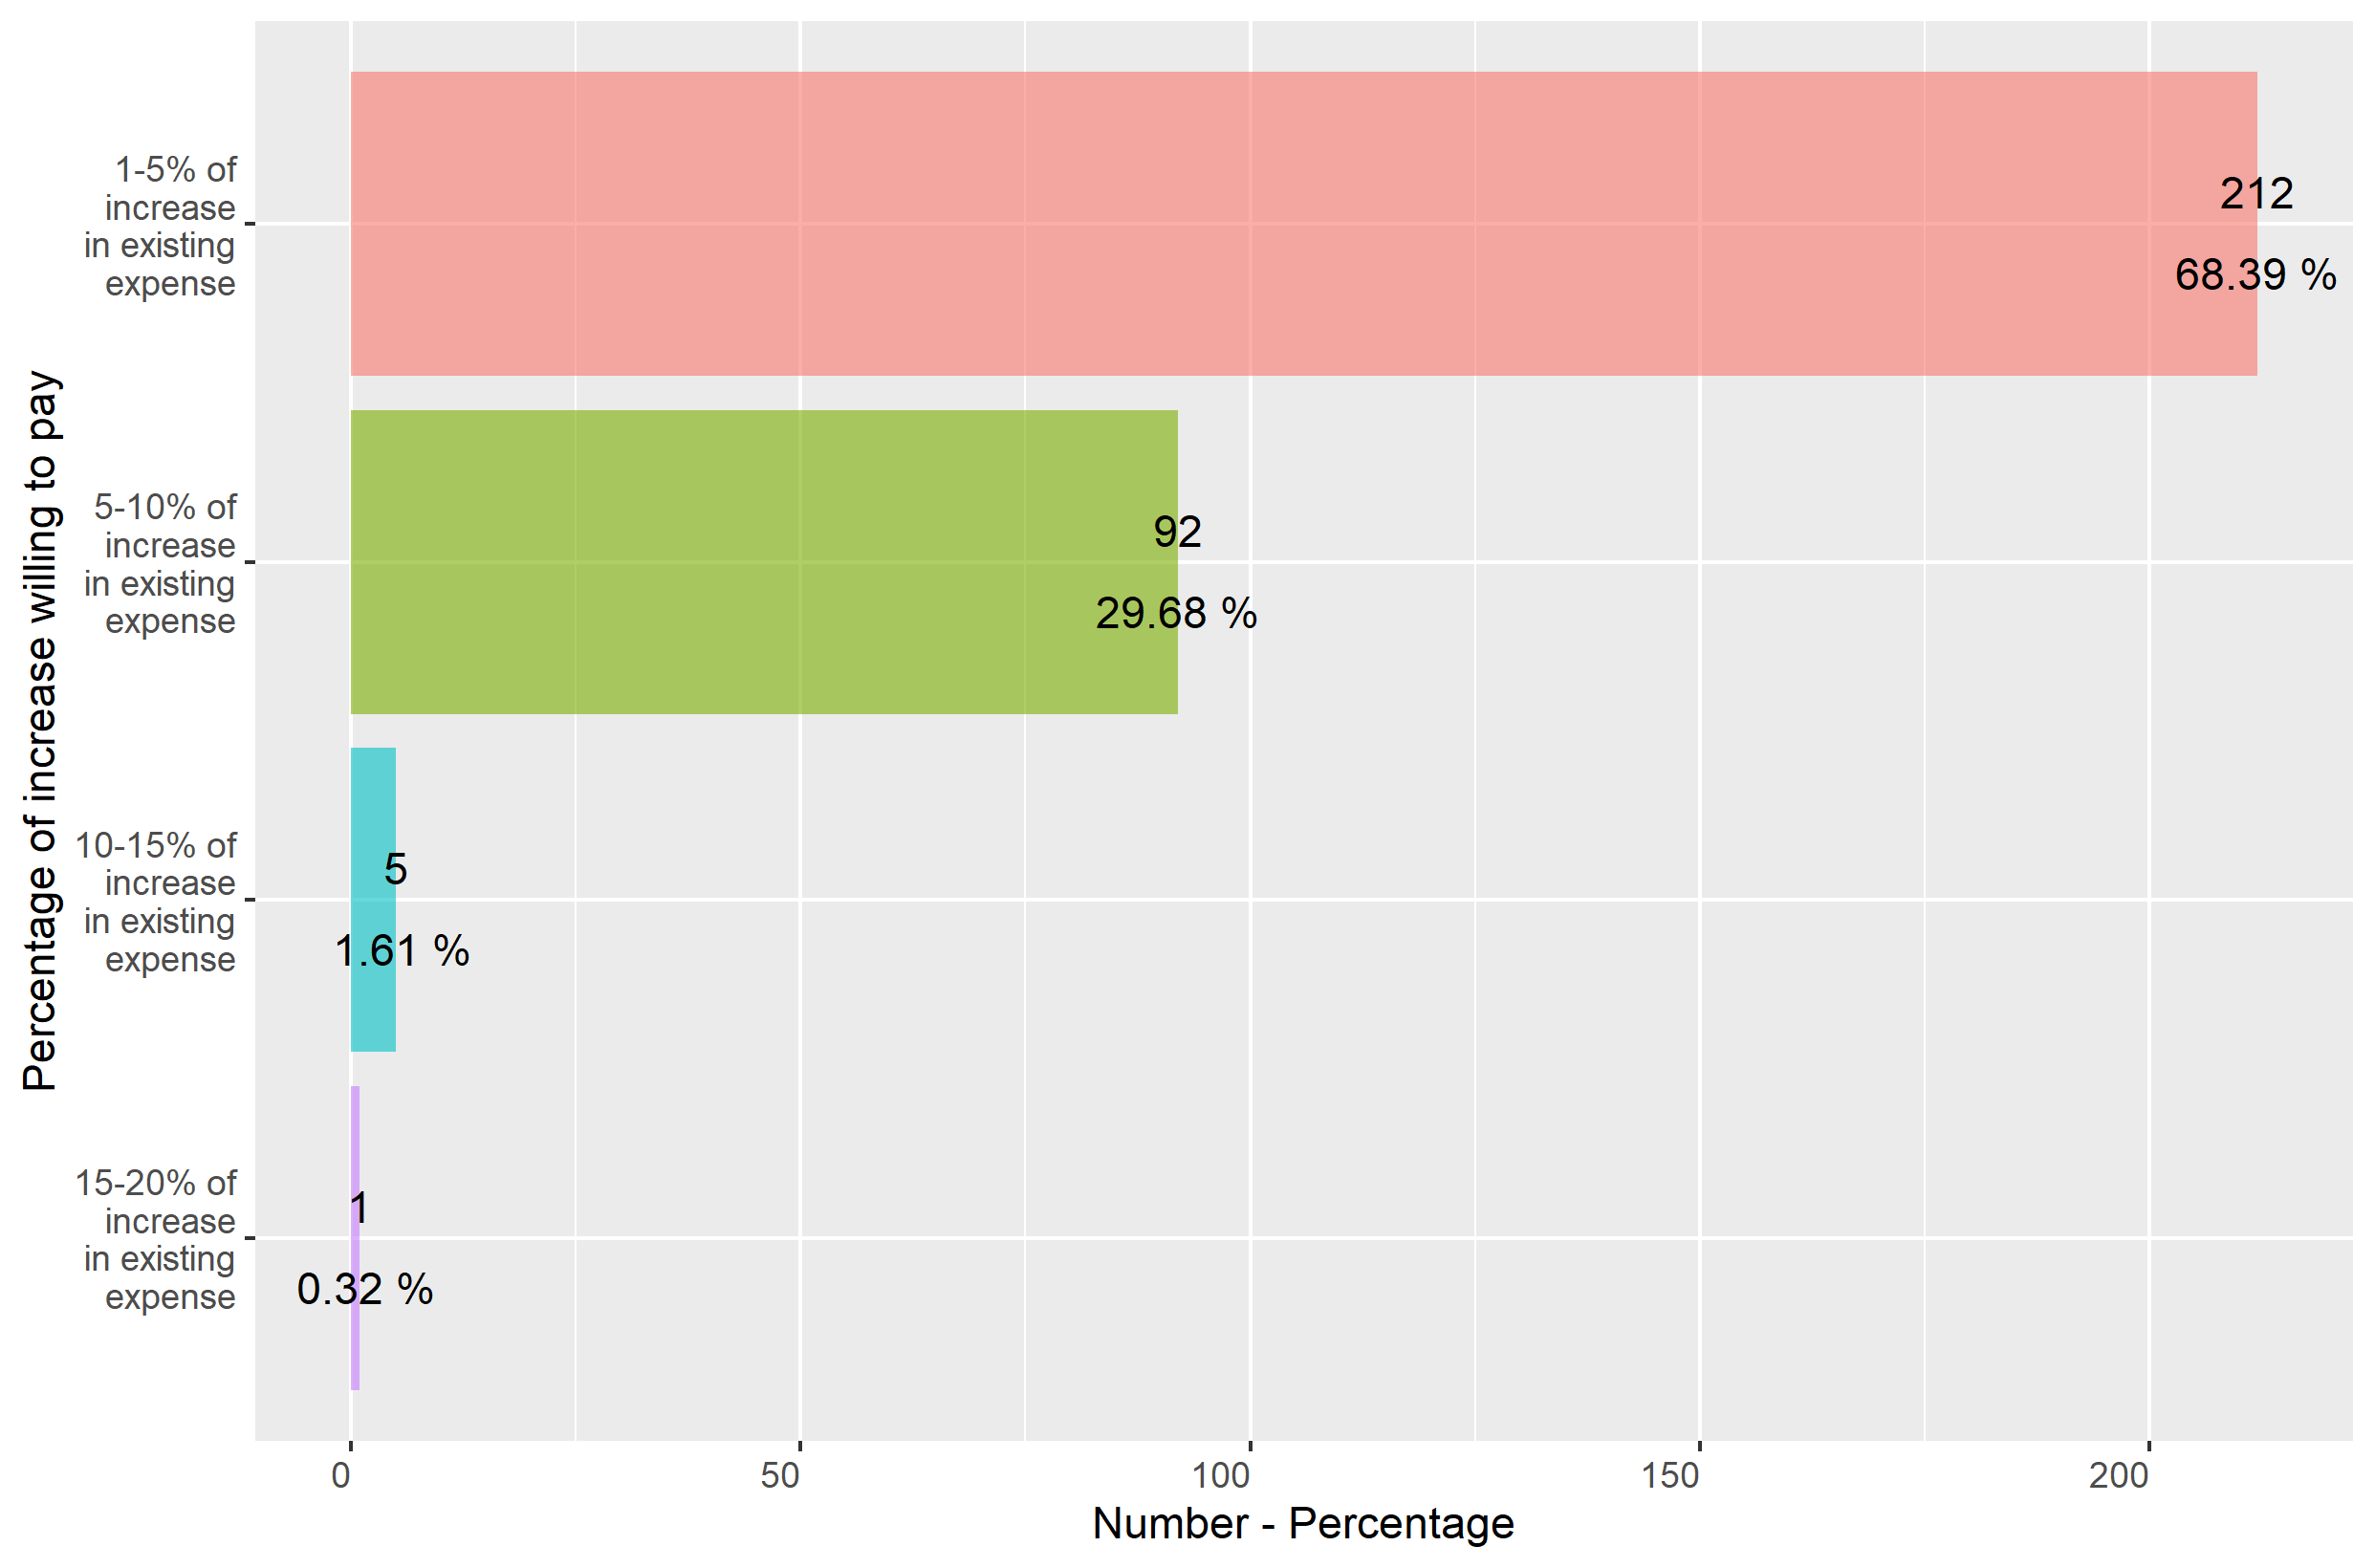 Percentage of increase willing to pay
1-5% of
increase
in existing
expense
212
68.39 %
5-10% of
increase
in existing
expense
92
29.68 %
10-15% of
increase
in existing
expense
5
1.61 %
15-20% of
increase
in existing
expense
1
0.32 %
0 50 100 150 200
Number - Percentage